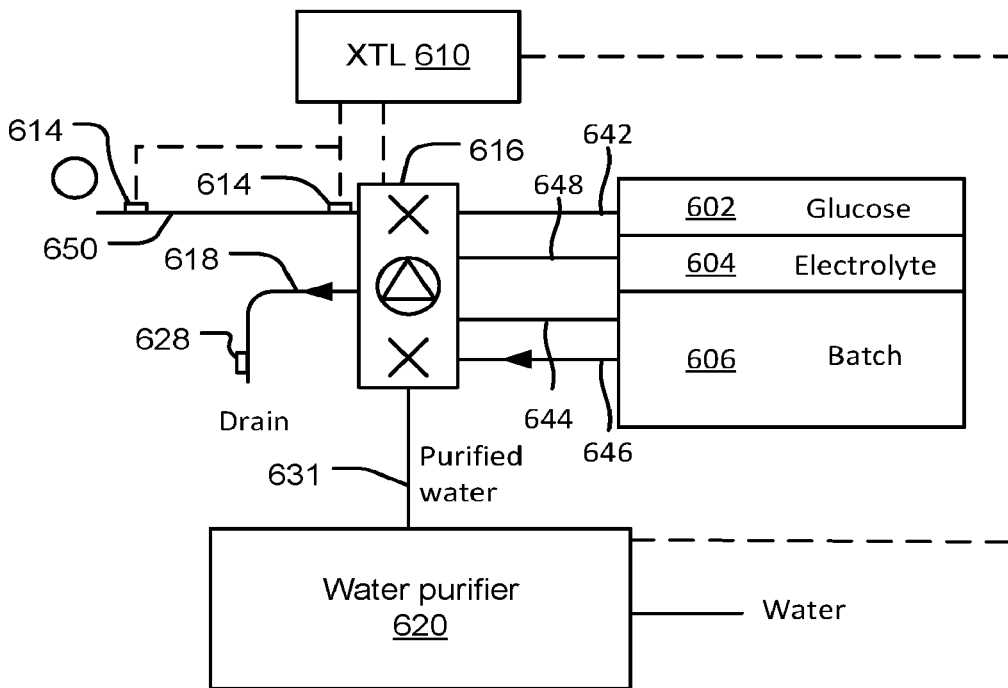 XTL 610
614
614
616
642
648
650
618
602 Glucose
604 Electrolyte
628
606 Batch
Drain
644
646
631
Purified
water
Water purifier
620
Water